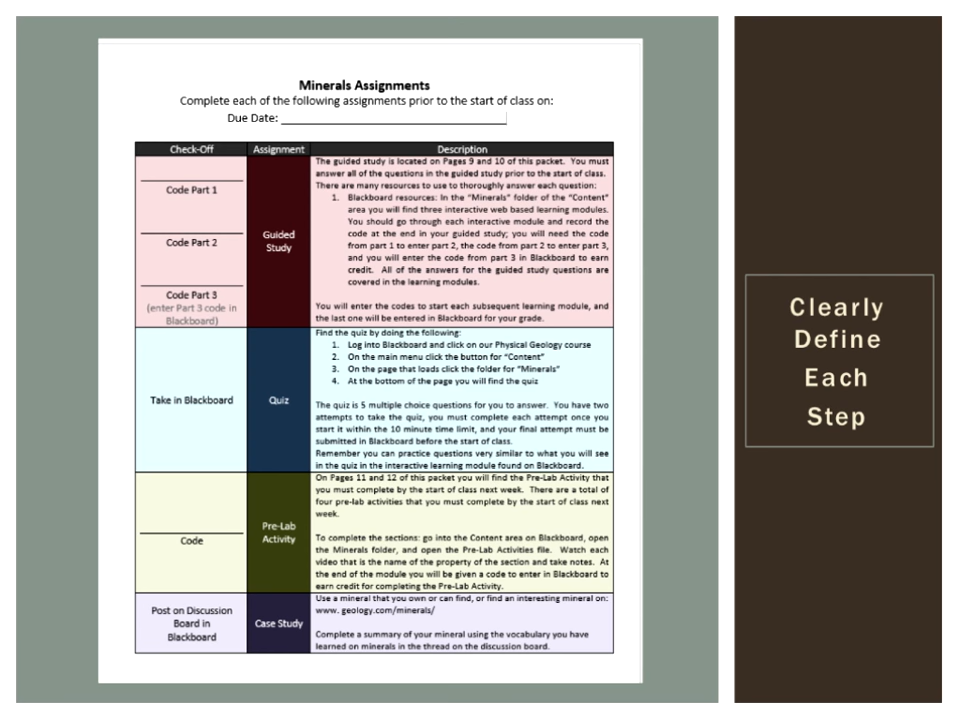 Minerals Assignments
Complete each of the following assignments prior to the start of class on:
Due Date: ______________________________
Check-Off Assignment Description
Code Part 1
Code Part 2
Code Part 3
(enter Part 3 code in
Blackboard)
Guided
Study
The guided study is located on Pages 9 and 10 of this packet. You must
answer all of the questions in the guided study prior to the start of class.
There are many resources to use to thoroughly answer each question:
1. Blackboard resources: In the “Minerals” folder of the “Content”
area you will find three interactive web based learning modules.
You should go through each interactive module and record the
code at the end in your guided study; you will need the code
from part 1 to enter part 2, the code from part 2 to enter part 3,
and you will enter the code from part 3 in Blackboard to earn
credit. All of the answers for the guided study questions are
covered in the learning modules.
You will enter the codes to start each subsequent learning module, and
the last one will be entered in Blackboard for your grade.
Take in Blackboard
Quiz
Find the quiz by doing the following:
1. Log into Blackboard and click on our Physical Geology course
2. On the main menu click the button for “Content”
3. On the page that loads click the folder for “Minerals”
4. At the bottom of the page you will find the quiz
The quiz is 5 multiple choice questions for you to answer. You have two
attempts to take the quiz, you must complete each attempt once you
start it within the 10 minute time limit, and your final attempt must be
submitted in Blackboard before the start of class.
Remember you can practice questions very similar to what you will see
in the quiz in the interactive learning module found on Blackboard.
Code
Pre-Lab
Activity
On Pages 11 and 12 of this packet you will find the Pre-Lab Activity that
you must complete by the start of class next week. There are a total of
four pre-lab activities that you must complete by the start of class next
week.
To complete the sections: go into the Content area on Blackboard, open
the Minerals folder, and open the Pre-Lab Activities file. Watch each
video that is the name of the property of the section and take notes. At
the end of the module you will be given a code to enter in Blackboard to
earn credit for completing the Pre-Lab Activity.
Post on Discussion
Board in
Blackboard
Case Study
Use a mineral that you own or can find, or find an interesting mineral on:
www. geology.com/minerals/
Complete a summary of your mineral using the vocabulary you have
learned on minerals in the thread on the discussion board.
Clearly
Define
Each
Step